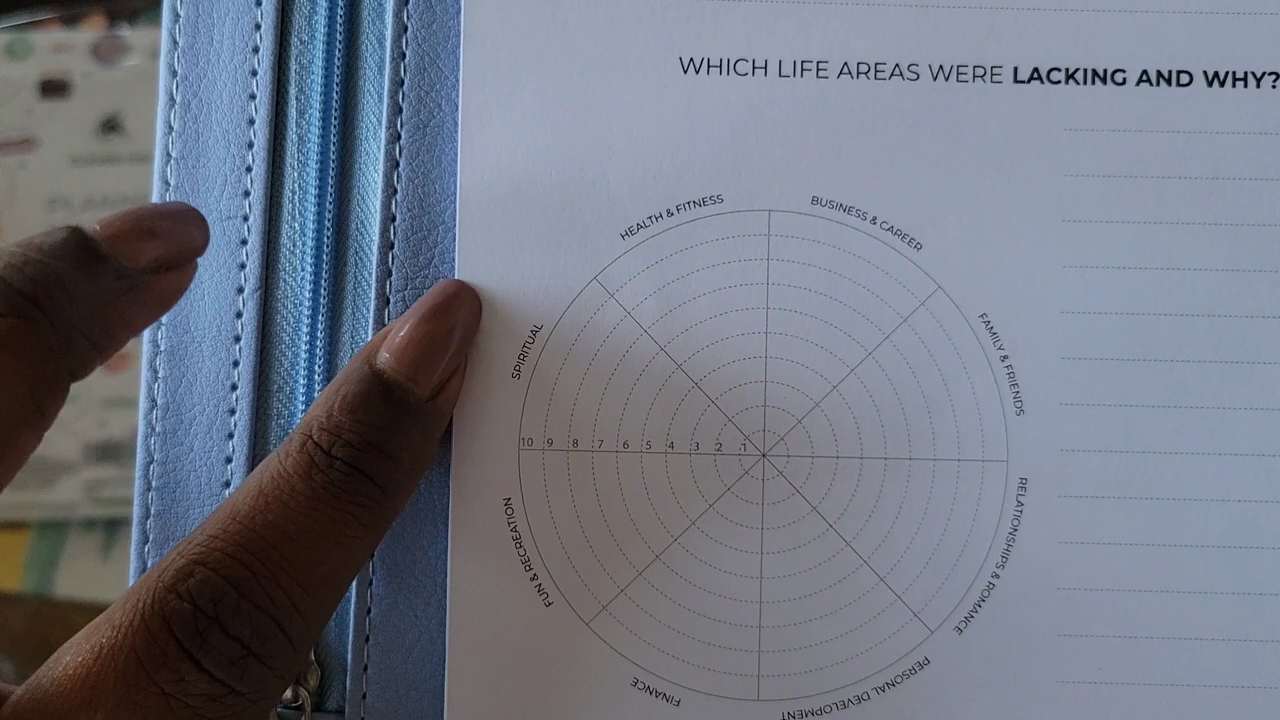 WHICH LIFE AREAS WERE LACKING AND WHY?
HEALTH & FITNESS
BUSINESS & CAREER
SPIRITUAL
FAMILY & FRIENDS
10 9 8 7 6 5 4 3 2 1
FUN & RECREATION
RELATIONSHIPS & ROMANCE
FINANCE
PERSONAL DEVELOPMENT